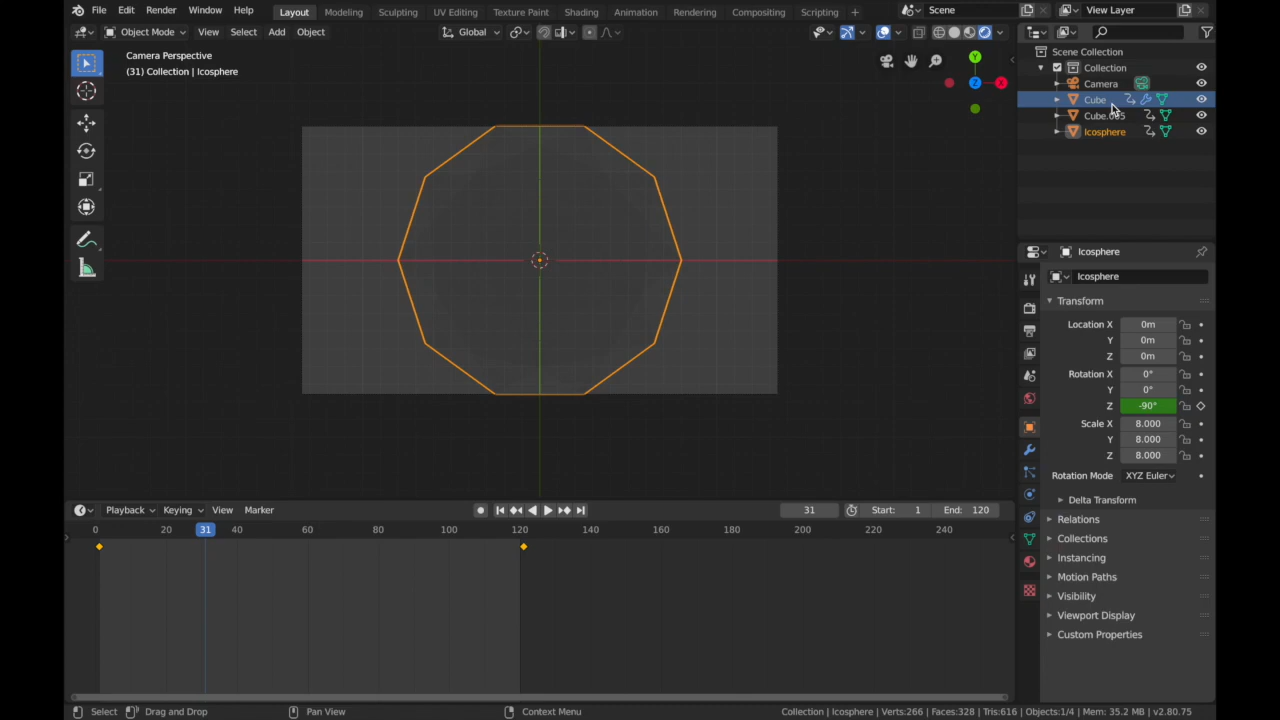 File Edit Render Window Help Layout Modeling Sculpting UV Editing Texture Paint Shading Animation Rendering Compositing Scripting + Scene View Layer
Object Mode View Select Add Object Global
Camera Perspective
(31) Collection | Icosphere
Y
Z
X
Scene Collection
Collection
Camera
Cube
Cube.005
Icosphere
Icosphere
Icosphere
Transform
Location X 0m
Y 0m
Z 0m
Rotation X 0°
Y 0°
Z -90°
Scale X 8.000
Y 8.000
Z 8.000
Rotation Mode XYZ Euler
Delta Transform
Relations
Collections
Instancing
Motion Paths
Visibility
Viewport Display
Custom Properties
Playback Keying View Marker 31 Start: 1 End: 120
0 20 31 40 60 80 100 120 140 160 180 200 220 240
Select Drag and Drop Pan View Context Menu Collection | Icosphere | Verts:266 | Faces:328 | Tris:616 | Objects:1/4 | Mem: 35.2 MB | v2.80.75